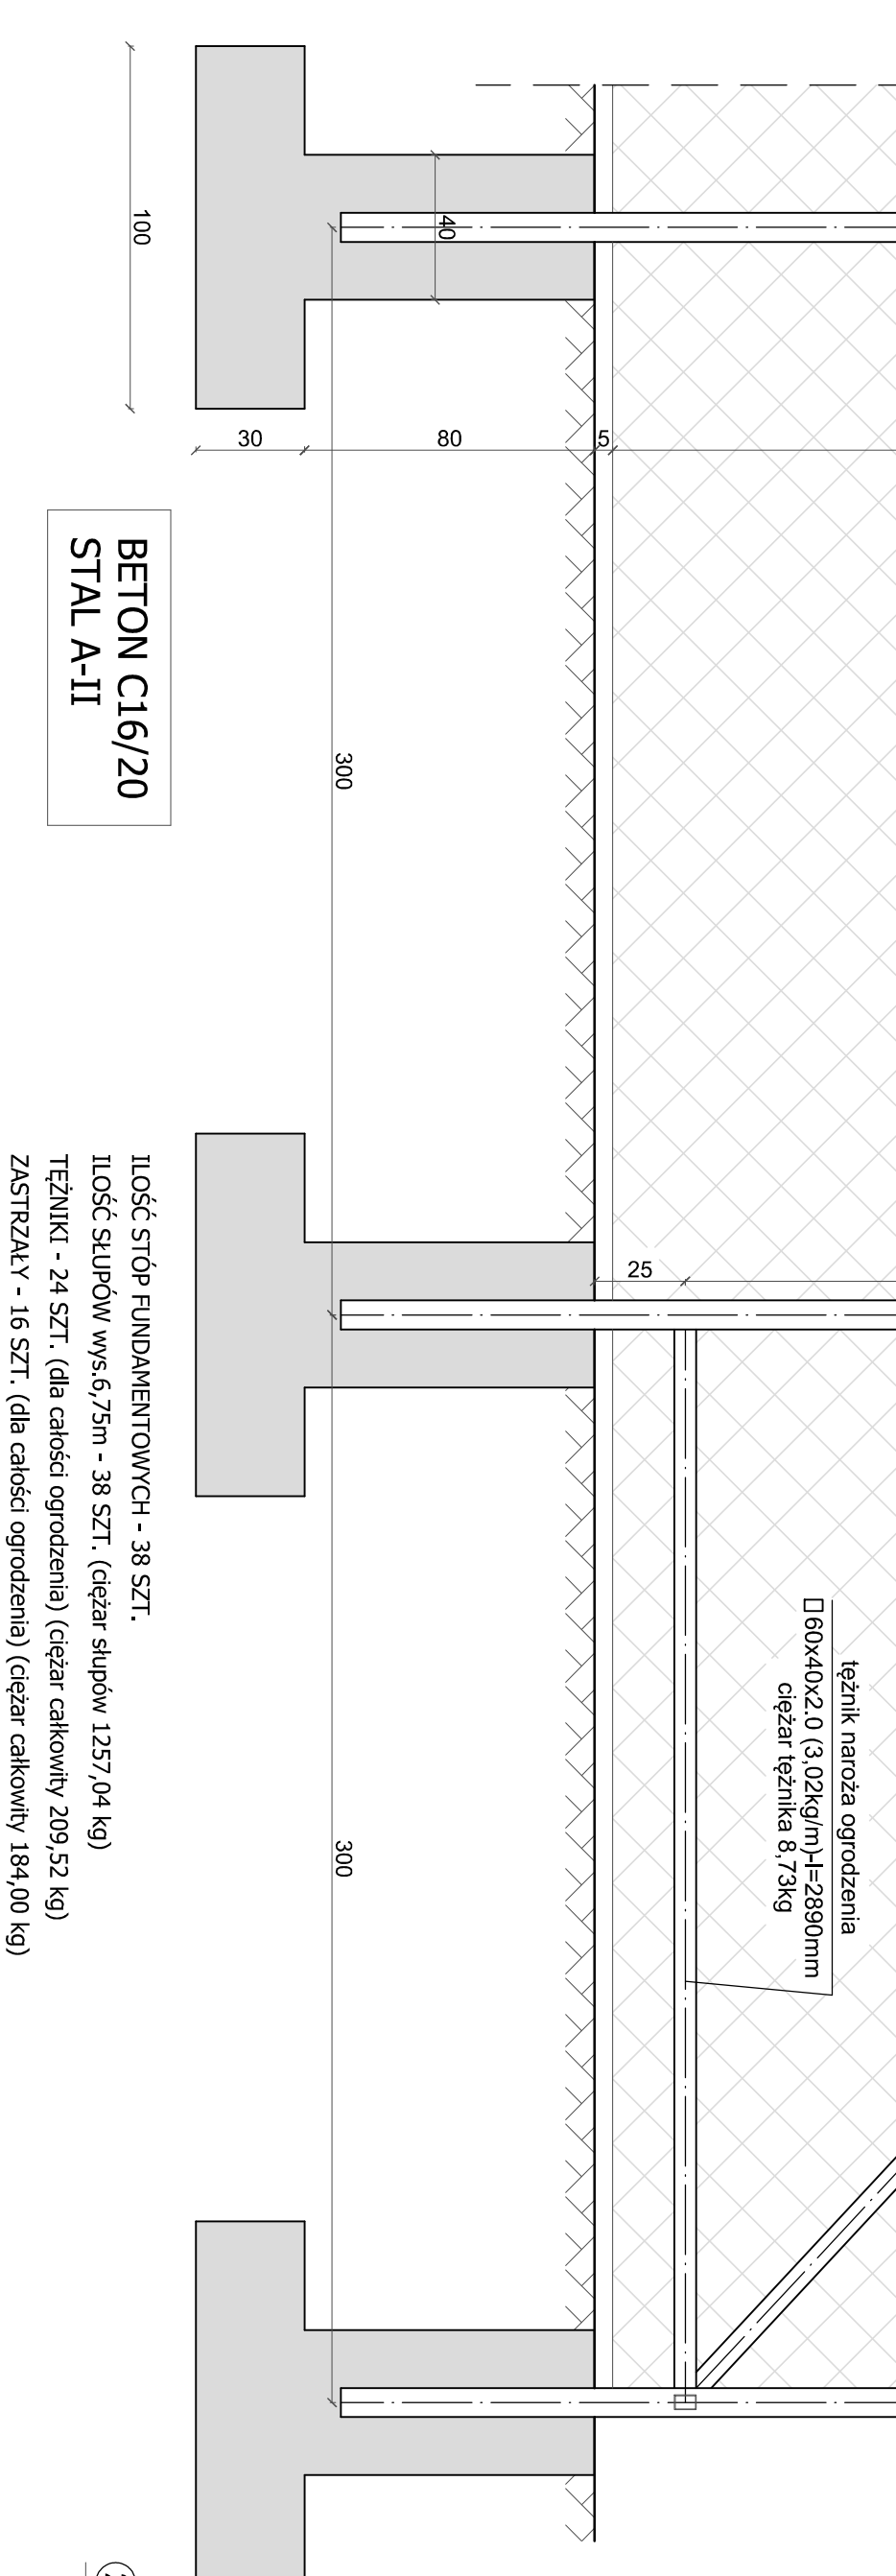 tężnik naroża ogrodzenia
60x40x2.0 (3,02kg/m)-l=2890mm
ciężar tężnika 8,73kg
5
25
80
40
30
300
300
100
BETON C16/20
STAL A-II
ILOŚĆ STÓP FUNDAMENTOWYCH - 38 SZT.
ILOŚĆ SŁUPÓW wys.6,75m - 38 SZT. (ciężar słupów 1257,04 kg)
TĘŻNIKI - 24 SZT. (dla całości ogrodzenia) (ciężar całkowity 209,52 kg)
ZASTRZAŁY - 16 SZT. (dla całości ogrodzenia) (ciężar całkowity 184,00 kg)